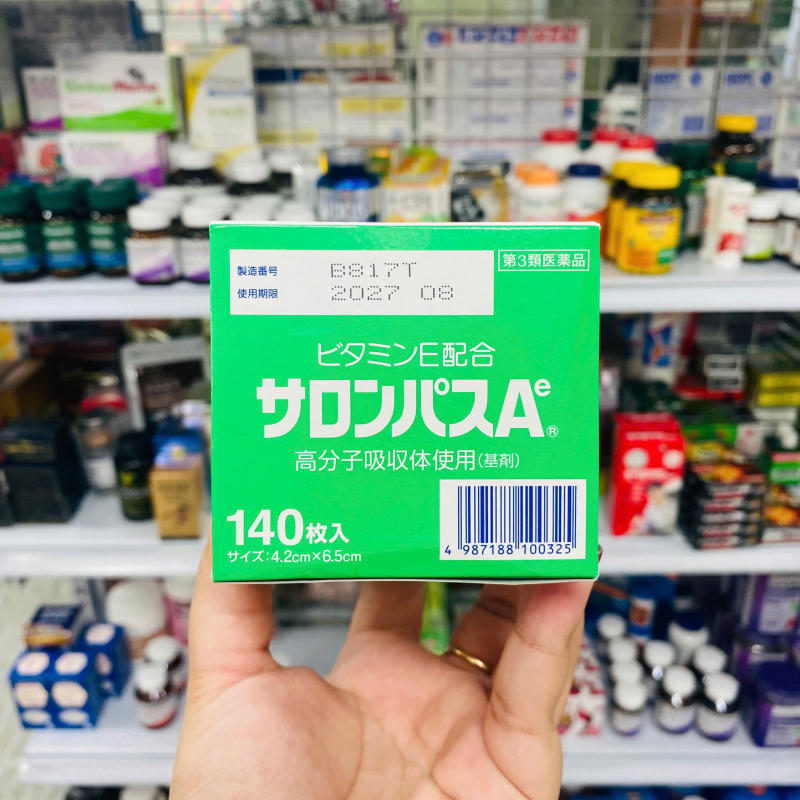 製造番号 B817T
使用期限 2027 08
第3類医薬品
ビタミンE配合
サロンパスAe®
高分子吸収体使用(基剤)
140枚入
サイズ:4.2cm×6.5cm
4 987188 100325